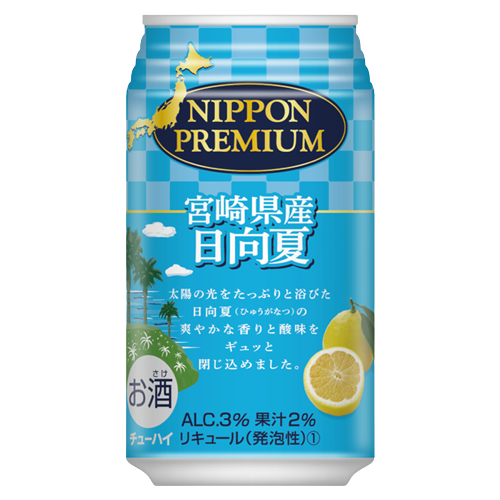 NIPPON
PREMIUM
宮崎県産
日向夏
太陽の光をたっぷりと浴びた
日向夏(ひゅうがなつ)の
爽やかな香りと酸味を
ギュッと
閉じ込めました。
さけ
お酒
チューハイ
ALC.3% 果汁2%
リキュール(発泡性)①